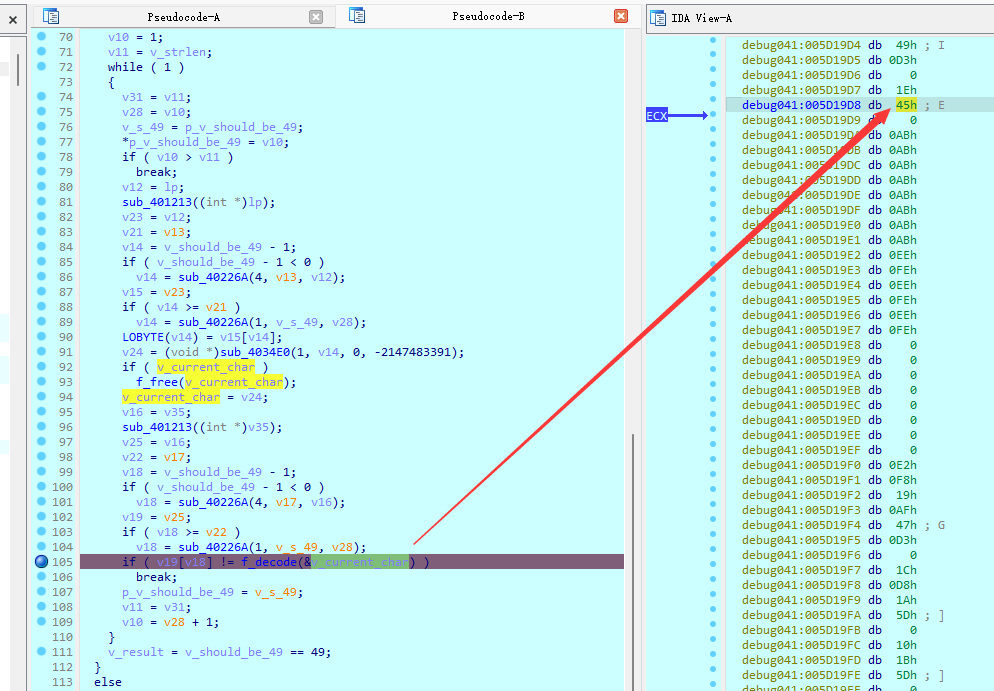 Pseudocode-A
Pseudocode-B
IDA View-A
70 v10 = 1;
71 v11 = v_strlen;
72 while ( 1 )
73 {
74 v31 = v11;
75 v28 = v10;
76 v_s_49 = p_v_should_be_49;
77 *p_v_should_be_49 = v10;
78 if ( v10 > v11 )
79 break;
80 v12 = lp;
81 sub_401213((int *)lp);
82 v23 = v12;
83 v21 = v13;
84 v14 = v_should_be_49 - 1;
85 if ( v_should_be_49 - 1 < 0 )
86 v14 = sub_40226A(4, v13, v12);
87 v15 = v23;
88 if ( v14 >= v21 )
89 v14 = sub_40226A(1, v_s_49, v28);
90 LOBYTE(v14) = v15[v14];
91 v24 = (void *)sub_4034E0(1, v14, 0, -2147483391);
92 if ( v_current_char )
93 f_free(v_current_char);
94 v_current_char = v24;
95 v16 = v35;
96 sub_401213((int *)v35);
97 v25 = v16;
98 v22 = v17;
99 v18 = v_should_be_49 - 1;
100 if ( v_should_be_49 - 1 < 0 )
101 v18 = sub_40226A(4, v17, v16);
102 v19 = v25;
103 if ( v18 >= v22 )
104 v18 = sub_40226A(1, v_s_49, v28);
105 if ( v19[v18] != f_decode(&v_current_char) )
106 break;
107 p_v_should_be_49 = v_s_49;
108 v11 = v31;
109 v10 = v28 + 1;
110 }
111 v_result = v_should_be_49 == 49;
112 }
113 else
debug041:005D19D4 db 49h ; I
debug041:005D19D5 db 0D3h
debug041:005D19D6 db 0
debug041:005D19D7 db 1Eh
debug041:005D19D8 db 45h ; E
ECX
debug041:005D19D9 db 0
debug041:005D19DA db 0ABh
debug041:005D19DB db 0ABh
debug041:005D19DC db 0ABh
debug041:005D19DD db 0ABh
debug041:005D19DE db 0ABh
debug041:005D19DF db 0ABh
debug041:005D19E0 db 0ABh
debug041:005D19E1 db 0ABh
debug041:005D19E2 db 0EEh
debug041:005D19E3 db 0FEh
debug041:005D19E4 db 0EEh
debug041:005D19E5 db 0FEh
debug041:005D19E6 db 0EEh
debug041:005D19E7 db 0FEh
debug041:005D19E8 db 0
debug041:005D19E9 db 0
debug041:005D19EA db 0
debug041:005D19EB db 0
debug041:005D19EC db 0
debug041:005D19ED db 0
debug041:005D19EE db 0
debug041:005D19EF db 0
debug041:005D19F0 db 0E2h
debug041:005D19F1 db 0F8h
debug041:005D19F2 db 19h
debug041:005D19F3 db 0AFh
debug041:005D19F4 db 47h ; G
debug041:005D19F5 db 0D3h
debug041:005D19F6 db 0
debug041:005D19F7 db 1Ch
debug041:005D19F8 db 0D8h
debug041:005D19F9 db 1Ah
debug041:005D19FA db 5Dh ; ]
debug041:005D19FB db 0
debug041:005D19FC db 10h
debug041:005D19FD db 1Bh
debug041:005D19FE db 5Dh ; ]